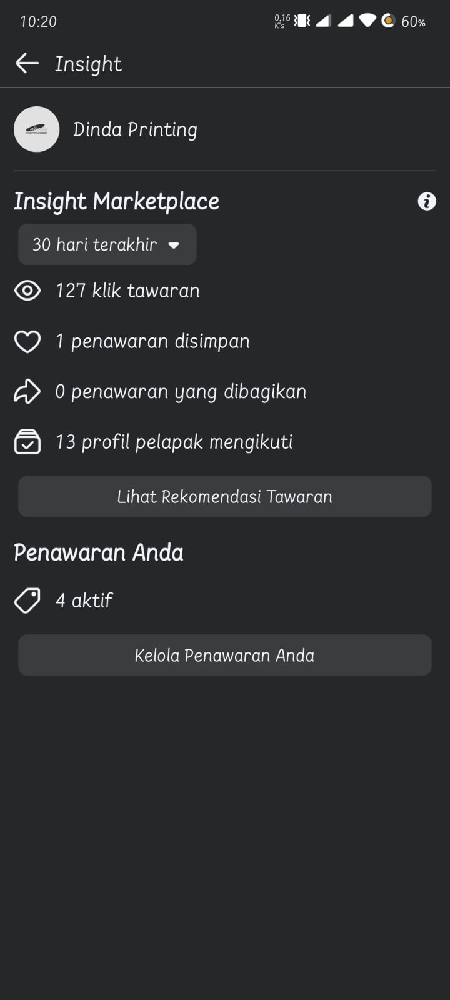 10:20
0,16
K's
60%
Insight
Dinda Printing
Insight Marketplace
30 hari terakhir
127 klik tawaran
1 penawaran disimpan
0 penawaran yang dibagikan
13 profil pelapak mengikuti
Lihat Rekomendasi Tawaran
Penawaran Anda
4 aktif
Kelola Penawaran Anda